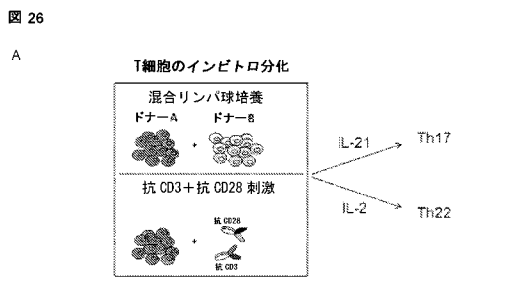 図 26
A
T細胞のインビトロ分化
混合リンパ球培養
ドナーA ドナーB
+
抗 CD3＋抗 CD28 刺激
+
抗 CD28
抗 CD3
IL-21
Th17
IL-2
Th22